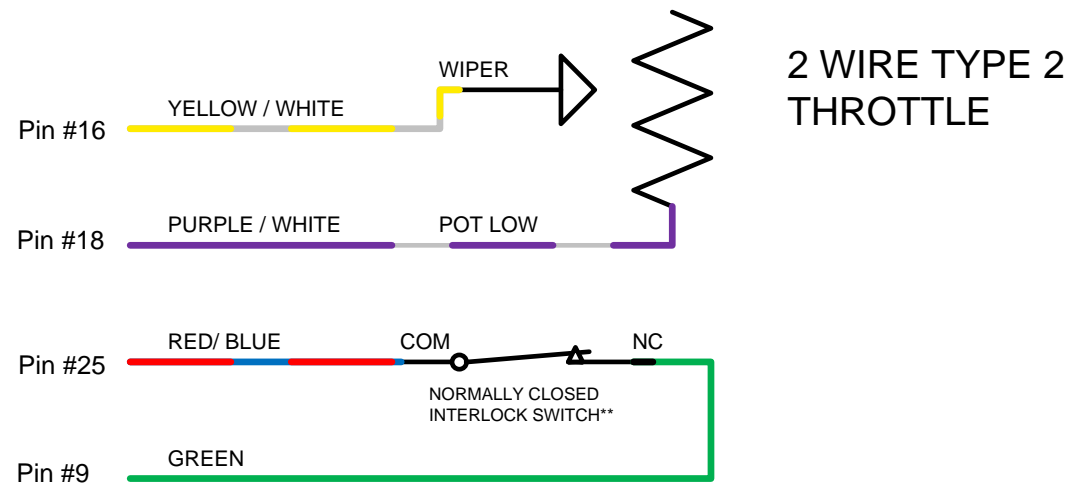 2 WIRE TYPE 2
THROTTLE
WIPER
YELLOW / WHITE
Pin #16
PURPLE / WHITE
POT LOW
Pin #18
RED/ BLUE
COM
NC
Pin #25
NORMALLY CLOSED
INTERLOCK SWITCH**
GREEN
Pin #9